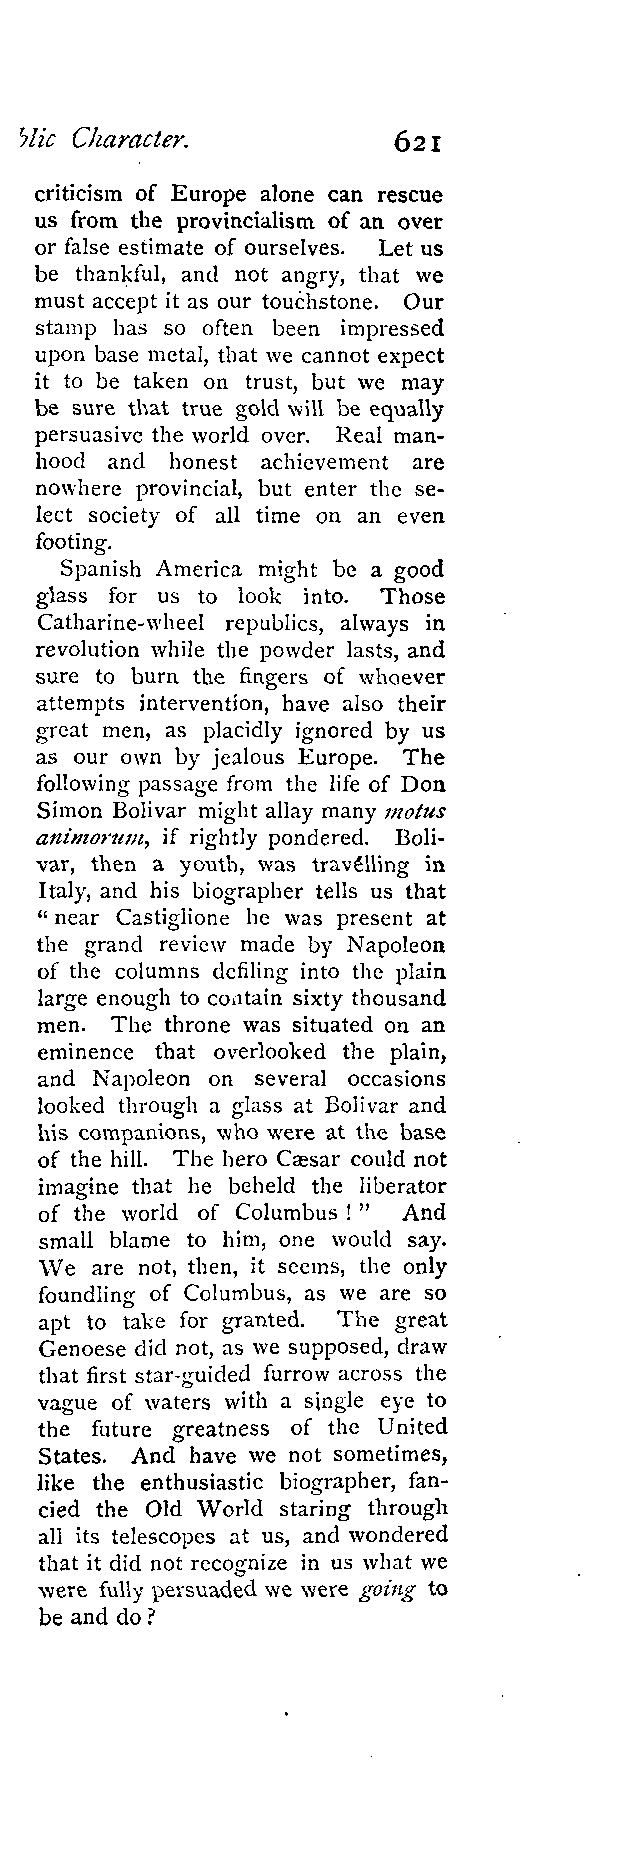 blic Character. 621
criticism of Europe alone can rescue
us from the provincialism of an over
or false estimate of ourselves. Let us
be thankful, and not angry, that we
must accept it as our touchstone. Our
stamp has so often been impressed
upon base metal, that we cannot expect
it to be taken on trust, but we may
be sure that true gold will be equally
persuasive the world over. Real man-
hood and honest achievement are
nowhere provincial, but enter the se-
lect society of all time on an even
footing.
Spanish America might be a good
glass for us to look into. Those
Catharine-wheel republics, always in
revolution while the powder lasts, and
sure to burn the fingers of whoever
attempts intervention, have also their
great men, as placidly ignored by us
as our own by jealous Europe. The
following passage from the life of Don
Simon Bolivar might allay many motus
animorum, if rightly pondered. Boli-
var, then a youth, was travélling in
Italy, and his biographer tells us that
“near Castiglione he was present at
the grand review made by Napoleon
of the columns defiling into the plain
large enough to contain sixty thousand
men. The throne was situated on an
eminence that overlooked the plain,
and Napoleon on several occasions
looked through a glass at Bolivar and
his companions, who were at the base
of the hill. The hero Cæsar could not
imagine that he beheld the liberator
of the world of Columbus!” And
small blame to him, one would say.
We are not, then, it seems, the only
foundling of Columbus, as we are so
apt to take for granted. The great
Genoese did not, as we supposed, draw
that first star-guided furrow across the
vague of waters with a single eye to
the future greatness of the United
States. And have we not sometimes,
like the enthusiastic biographer, fan-
cied the Old World staring through
all its telescopes at us, and wondered
that it did not recognize in us what we
were fully persuaded we were going to
be and do?